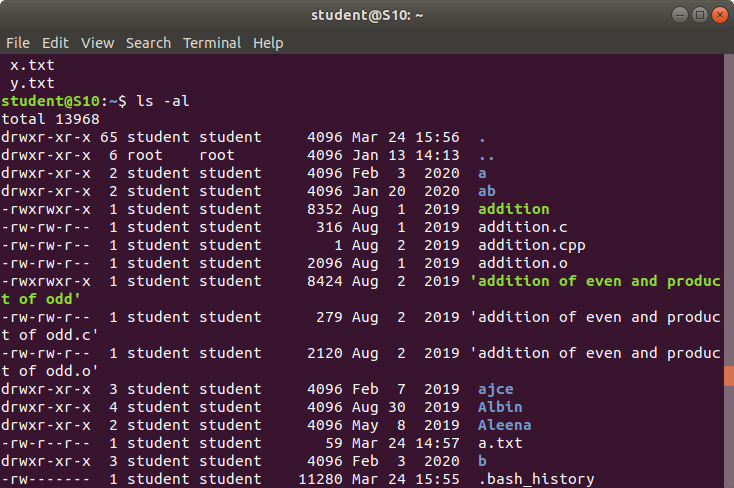 student@S10: ~
File Edit View Search Terminal Help
x.txt
y.txt
student@S10:~$ ls -al
total 13968
drwxr-xr-x 65 student student 4096 Mar 24 15:56 .
drwxr-xr-x 6 root root 4096 Jan 13 14:13 ..
drwxr-xr-x 2 student student 4096 Feb 3 2020 a
drwxr-xr-x 2 student student 4096 Jan 20 2020 ab
-rwxrwxr-x 1 student student 8352 Aug 1 2019 addition
-rw-rw-r-- 1 student student 316 Aug 1 2019 addition.c
-rw-rw-r-- 1 student student 1 Aug 2 2019 addition.cpp
-rw-rw-r-- 1 student student 2096 Aug 1 2019 addition.o
-rwxrwxr-x 1 student student 8424 Aug 2 2019 'addition of even and produc
t of odd'
-rw-rw-r-- 1 student student 279 Aug 2 2019 'addition of even and produc
t of odd.c'
-rw-rw-r-- 1 student student 2120 Aug 2 2019 'addition of even and produc
t of odd.o'
drwxr-xr-x 3 student student 4096 Feb 7 2019 ajce
drwxr-xr-x 4 student student 4096 Aug 30 2019 Albin
drwxr-xr-x 2 student student 4096 May 8 2019 Aleena
-rw-r--r-- 1 student student 59 Mar 24 14:57 a.txt
drwxr-xr-x 3 student student 4096 Feb 3 2020 b
-rw------- 1 student student 11280 Mar 24 15:55 .bash_history